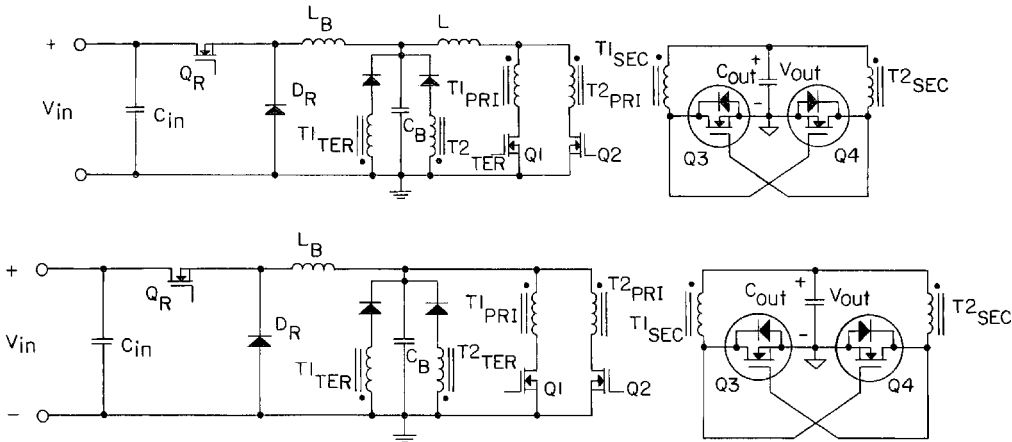 L_B
L
+
Q_R
T1_SEC
+
C_out
V_out
T2_SEC
D_R
T1_PRI
T2_PRI
V_in
C_in
-
T1_TER
C_B
T2_TER
Q1
Q2
Q3
Q4
-
L_B
+
Q_R
T2_PRI
C_out
+
V_out
T1_PRI
T1_SEC
T2_SEC
D_R
V_in
C_in
-
T1_TER
C_B
T2_TER
Q1
Q2
Q3
Q4
-